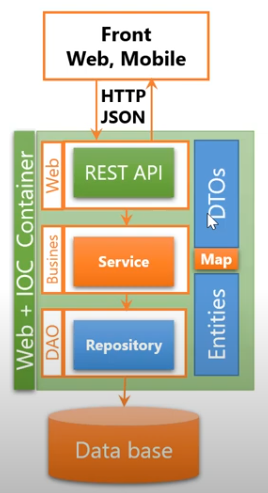 Front
Web, Mobile
HTTP
JSON
Web + IOC Container
Web
REST API
DTOs
Busines
Service
Map
DAO
Repository
Entities
Data base